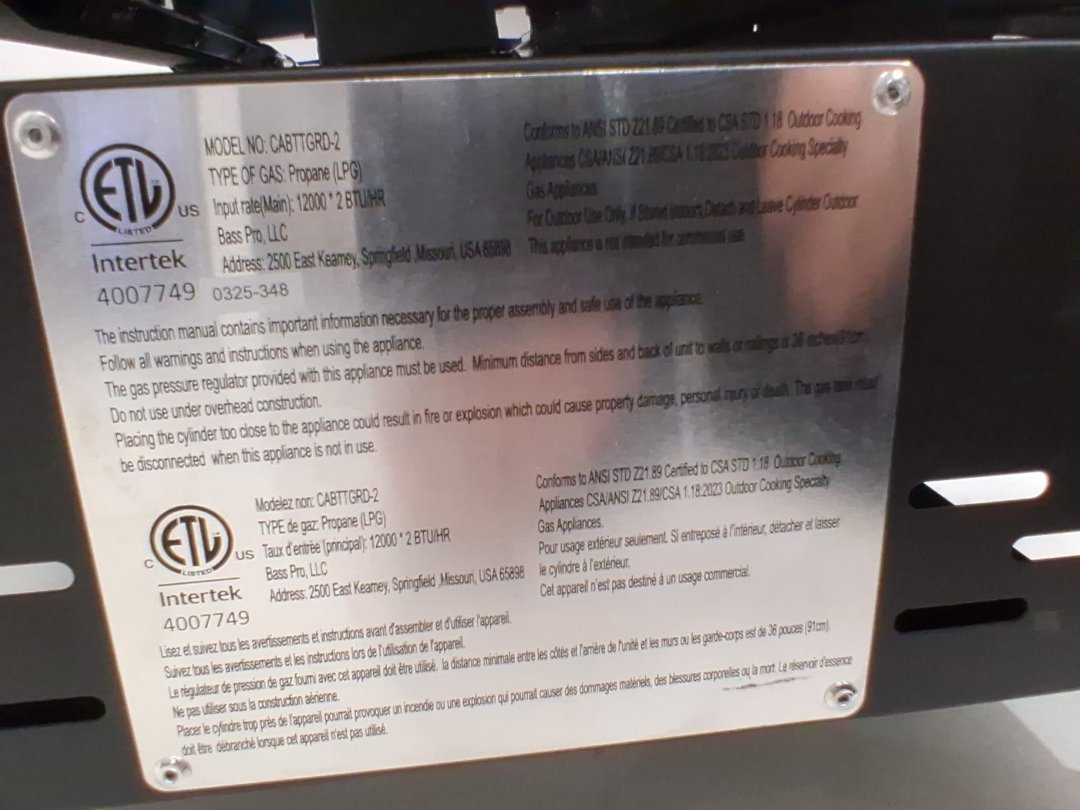 C ETL US
LISTED
Intertek
4007749
MODEL NO: CABTTGRD-2
TYPE OF GAS: Propane (LPG)
Input rate(Main): 12000 * 2 BTU/HR
Bass Pro, LLC
Address: 2500 East Kearney, Springfield ,Missouri, USA 65898
0325-348
Conforms to ANSI STD Z21.89 Certified to CSA STD 1.18 Outdoor Cooking
Appliances CSA/ANSI Z21.89/CSA 1.18:2023 Outdoor Cooking Specialty
Gas Appliances
For Outdoor Use Only. If Stored indoors, Detach and Leave Cylinder Outdoor.
This appliance is not intended for commercial use.
The instruction manual contains important information necessary for the proper assembly and safe use of the appliance.
Follow all warnings and instructions when using the appliance.
The gas pressure regulator provided with this appliance must be used. Minimum distance from sides and back of unit to walls or railings is 36 inches(91cm).
Do not use under overhead construction.
Placing the cylinder too close to the appliance could result in fire or explosion which could cause property damage, personal injury or death. The gas tank must
be disconnected when this appliance is not in use.
C ETL US
LISTED
Intertek
4007749
Modelez non: CABTTGRD-2
TYPE de gaz: Propane (LPG)
Taux d'entrée (principal): 12000 * 2 BTU/HR
Bass Pro, LLC
Address: 2500 East Kearney, Springfield ,Missouri, USA 65898
Conforms to ANSI STD Z21.89 Certified to CSA STD 1.18 Outdoor Cooking
Appliances CSA/ANSI Z21.89/CSA 1.18:2023 Outdoor Cooking Specialty
Gas Appliances.
Pour usage extérieur seulement. Si entreposé à l'intérieur, détacher et laisser
le cylindre à l'extérieur.
Cet appareil n'est pas destiné à un usage commercial.
Lisez et suivez tous les avertissements et instructions avant d'assembler et d'utiliser l'appareil.
Suivez tous les avertissements et les instructions lors de l'utilisation de l'appareil.
Le régulateur de pression de gaz fourni avec cet appareil doit être utilisé. la distance minimale entre les côtés et l'arrière de l'unité et les murs ou les garde-corps est de 36 pouces (91cm).
Ne pas utiliser sous la construction aérienne.
Placer le cylindre trop près de l'appareil pourrait provoquer un incendie ou une explosion qui pourrait causer des dommages matériels, des blessures corporelles ou la mort. Le réservoir d'essence
doit être débranché lorsque cet appareil n'est pas utilisé.